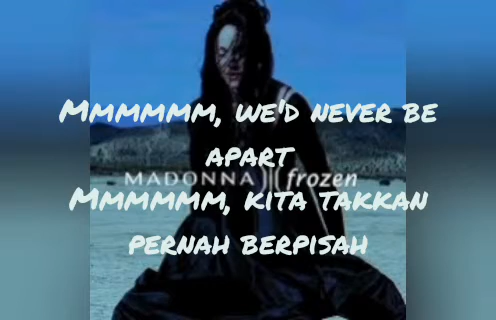 Mmmmmm, we'd never be
apart
MADONNA frozen
Mmmmmm, kita takkan
pernah berpisah